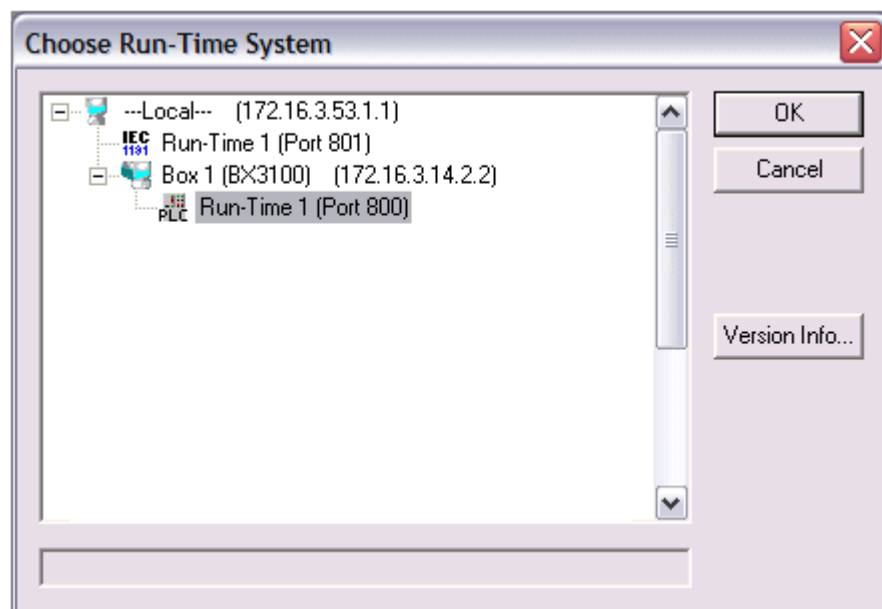 Choose Run-Time System
---Local--- (172.16.3.53.1.1)
IEC 1131 Run-Time 1 (Port 801)
Box 1 (BX3100) (172.16.3.14.2.2)
PLC Run-Time 1 (Port 800)
OK
Cancel
Version Info...